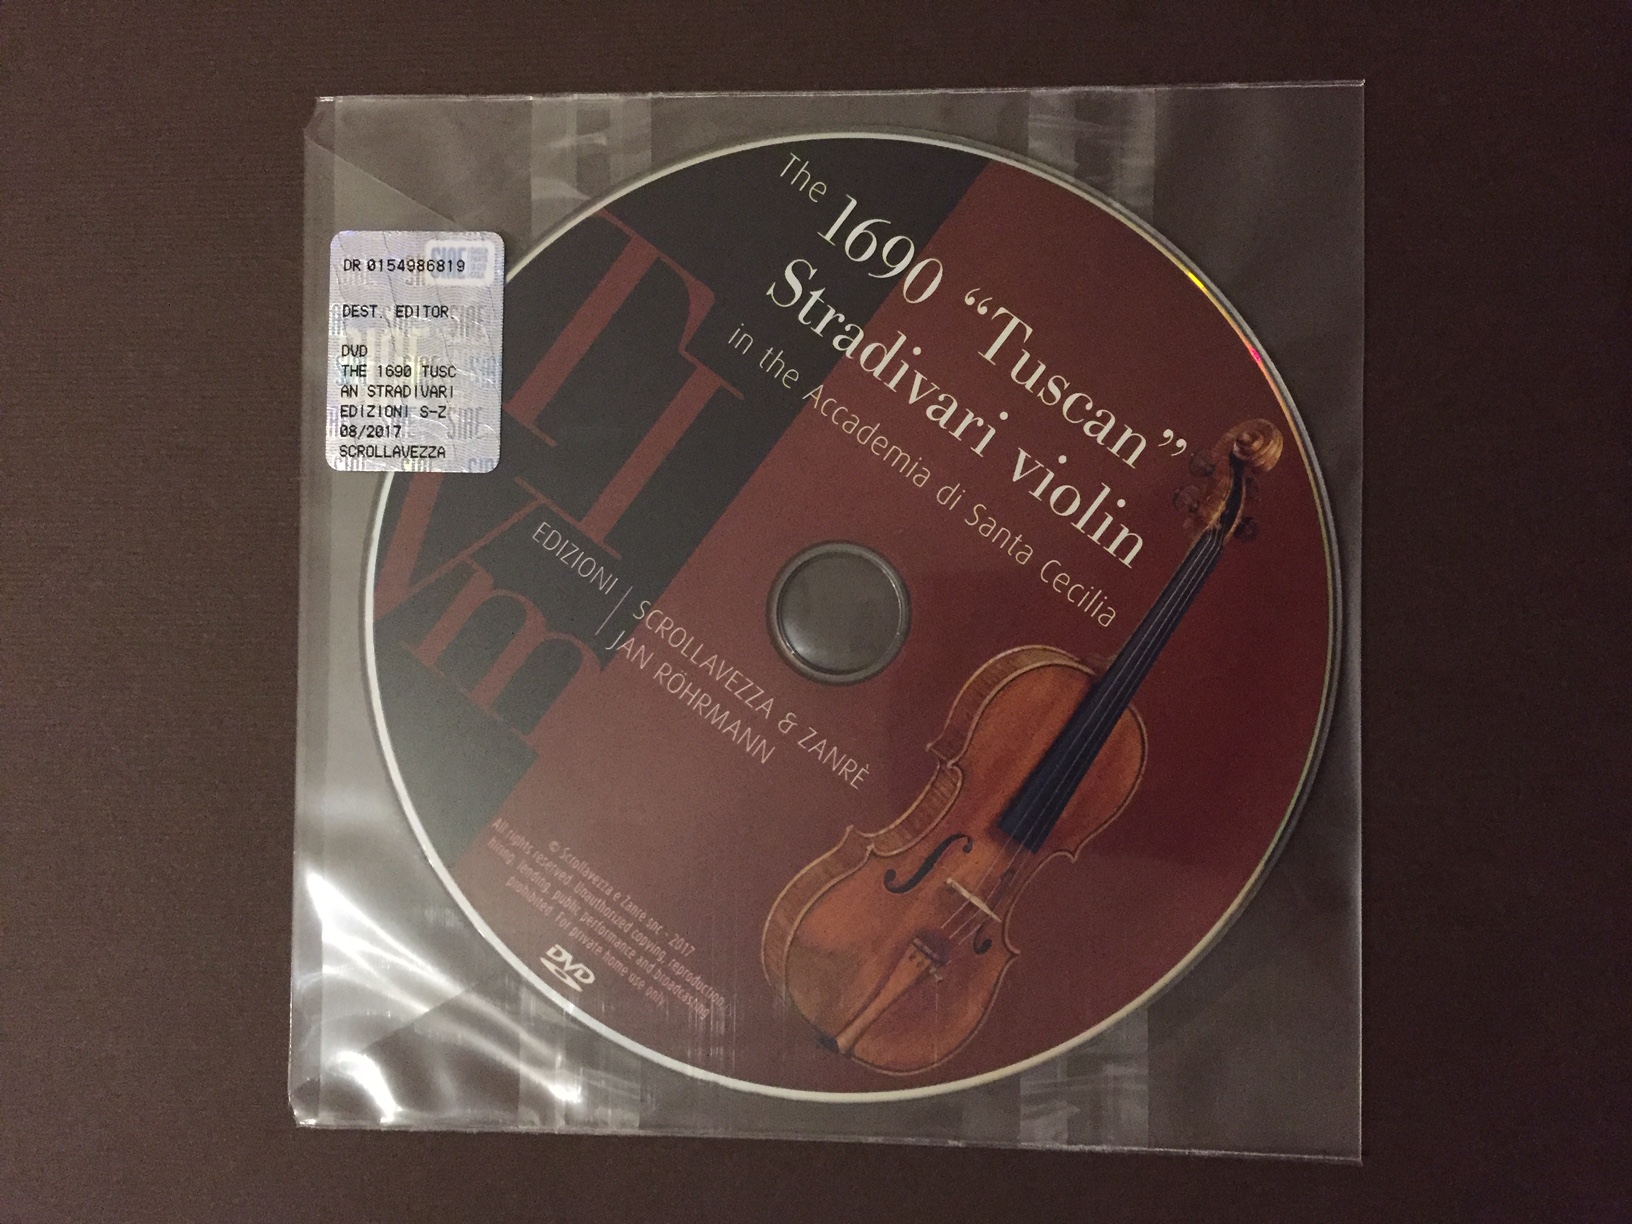 DR 0154986819
SIAE
DEST. EDITOR
DVD
THE 1690 TUSC
AN STRADIVARI
EDIZIONI S-Z
08/2017
SCROLLAVEZZA
The 1690 “Tuscan”
Stradivari violin
in the Accademia di Santa Cecilia
EDIZIONI
SCROLLAVEZZA & ZANRÈ
JAN RÖHRMANN
© Scrollavezza e Zanrè snc - 2017
All rights reserved. Unauthorized copying, reproduction,
hiring, lending, public performance and broadcasting
prohibited. For private home use only.
DVD